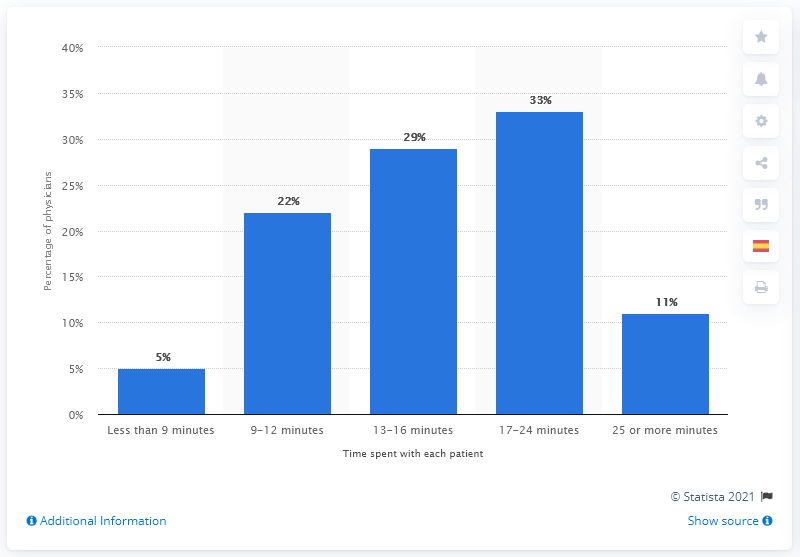 40%
35%
30%
25%
20%
15%
10%
5%
0%
Percentage of physicians
5%
22%
29%
33%
11%
Less than 9 minutes
9–12 minutes
13–16 minutes
17–24 minutes
25 or more minutes
Time spent with each patient
© Statista 2021
Additional Information
Show source